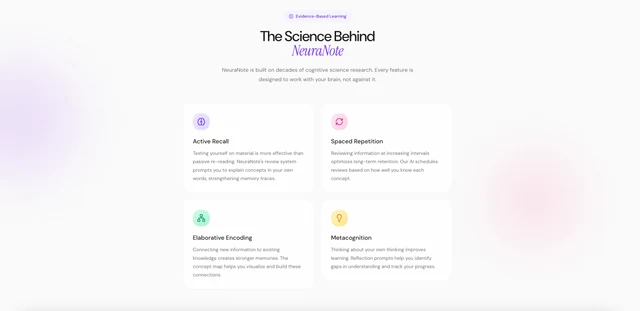 Evidence-Based Learning
The Science Behind
NeuraNote
NeuraNote is built on decades of cognitive science research. Every feature is
designed to work with your brain, not against it.
Active Recall
Testing yourself on material is more effective than
passive re-reading. NeuraNote's review system
prompts you to explain concepts in your own
words, strengthening memory traces.
Spaced Repetition
Reviewing information at increasing intervals
optimizes long-term retention. Our AI schedules
reviews based on how well you know each
concept.
Elaborative Encoding
Connecting new information to existing
knowledge creates stronger memories. The
concept map helps you visualize and build these
connections.
Metacognition
Thinking about your own thinking improves
learning. Reflection prompts help you identify
gaps in understanding and track your progress.